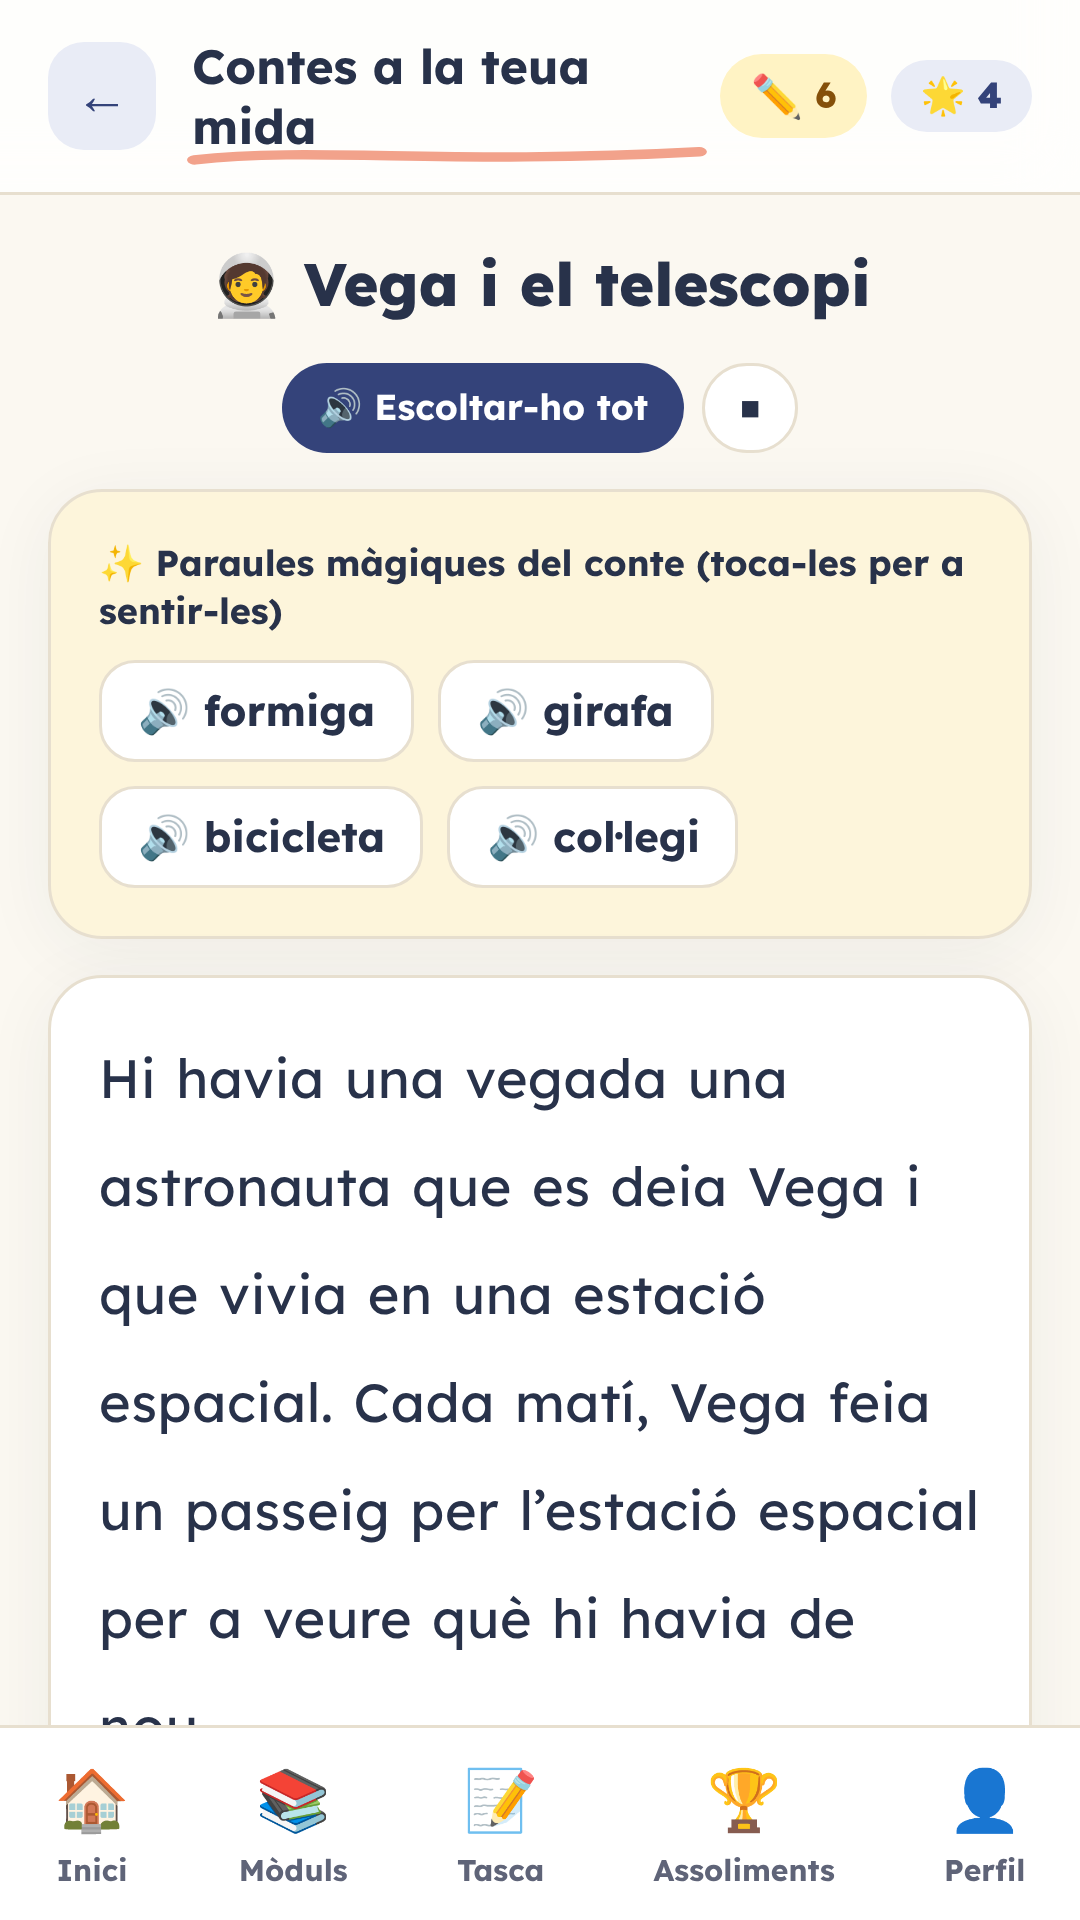 ←
Contes a la teua
mida
6
4
Vega i el telescopi
Escoltar-ho tot
Paraules màgiques del conte (toca-les per a
sentir-les)
formiga
girafa
bicicleta
col·legi
Hi havia una vegada una
astronauta que es deia Vega i
que vivia en una estació
espacial. Cada matí, Vega feia
un passeig per l’estació espacial
per a veure què hi havia de
nou
Inici
Mòduls
Tasca
Assoliments
Perfil